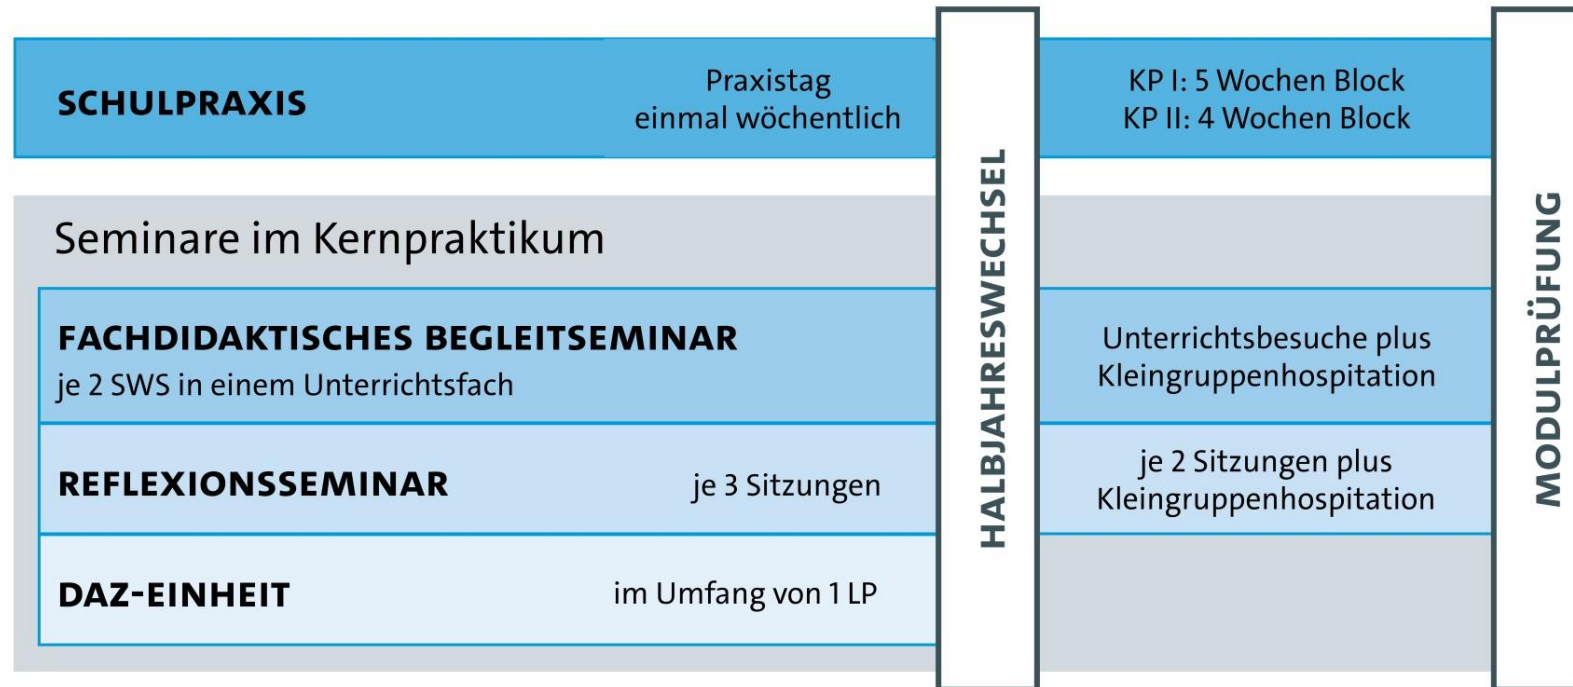 SCHULPRAXIS
Praxistag
einmal wöchentlich
KP I: 5 Wochen Block
KP II: 4 Wochen Block
HALBJAHRESWECHSEL
MODULPRÜFUNG
Seminare im Kernpraktikum
FACHDIDAKTISCHES BEGLEITSEMINAR
je 2 SWS in einem Unterrichtsfach
Unterrichtsbesuche plus
Kleingruppenhospitation
REFLEXIONSSEMINAR
je 3 Sitzungen
je 2 Sitzungen plus
Kleingruppenhospitation
DAZ-EINHEIT
im Umfang von 1 LP